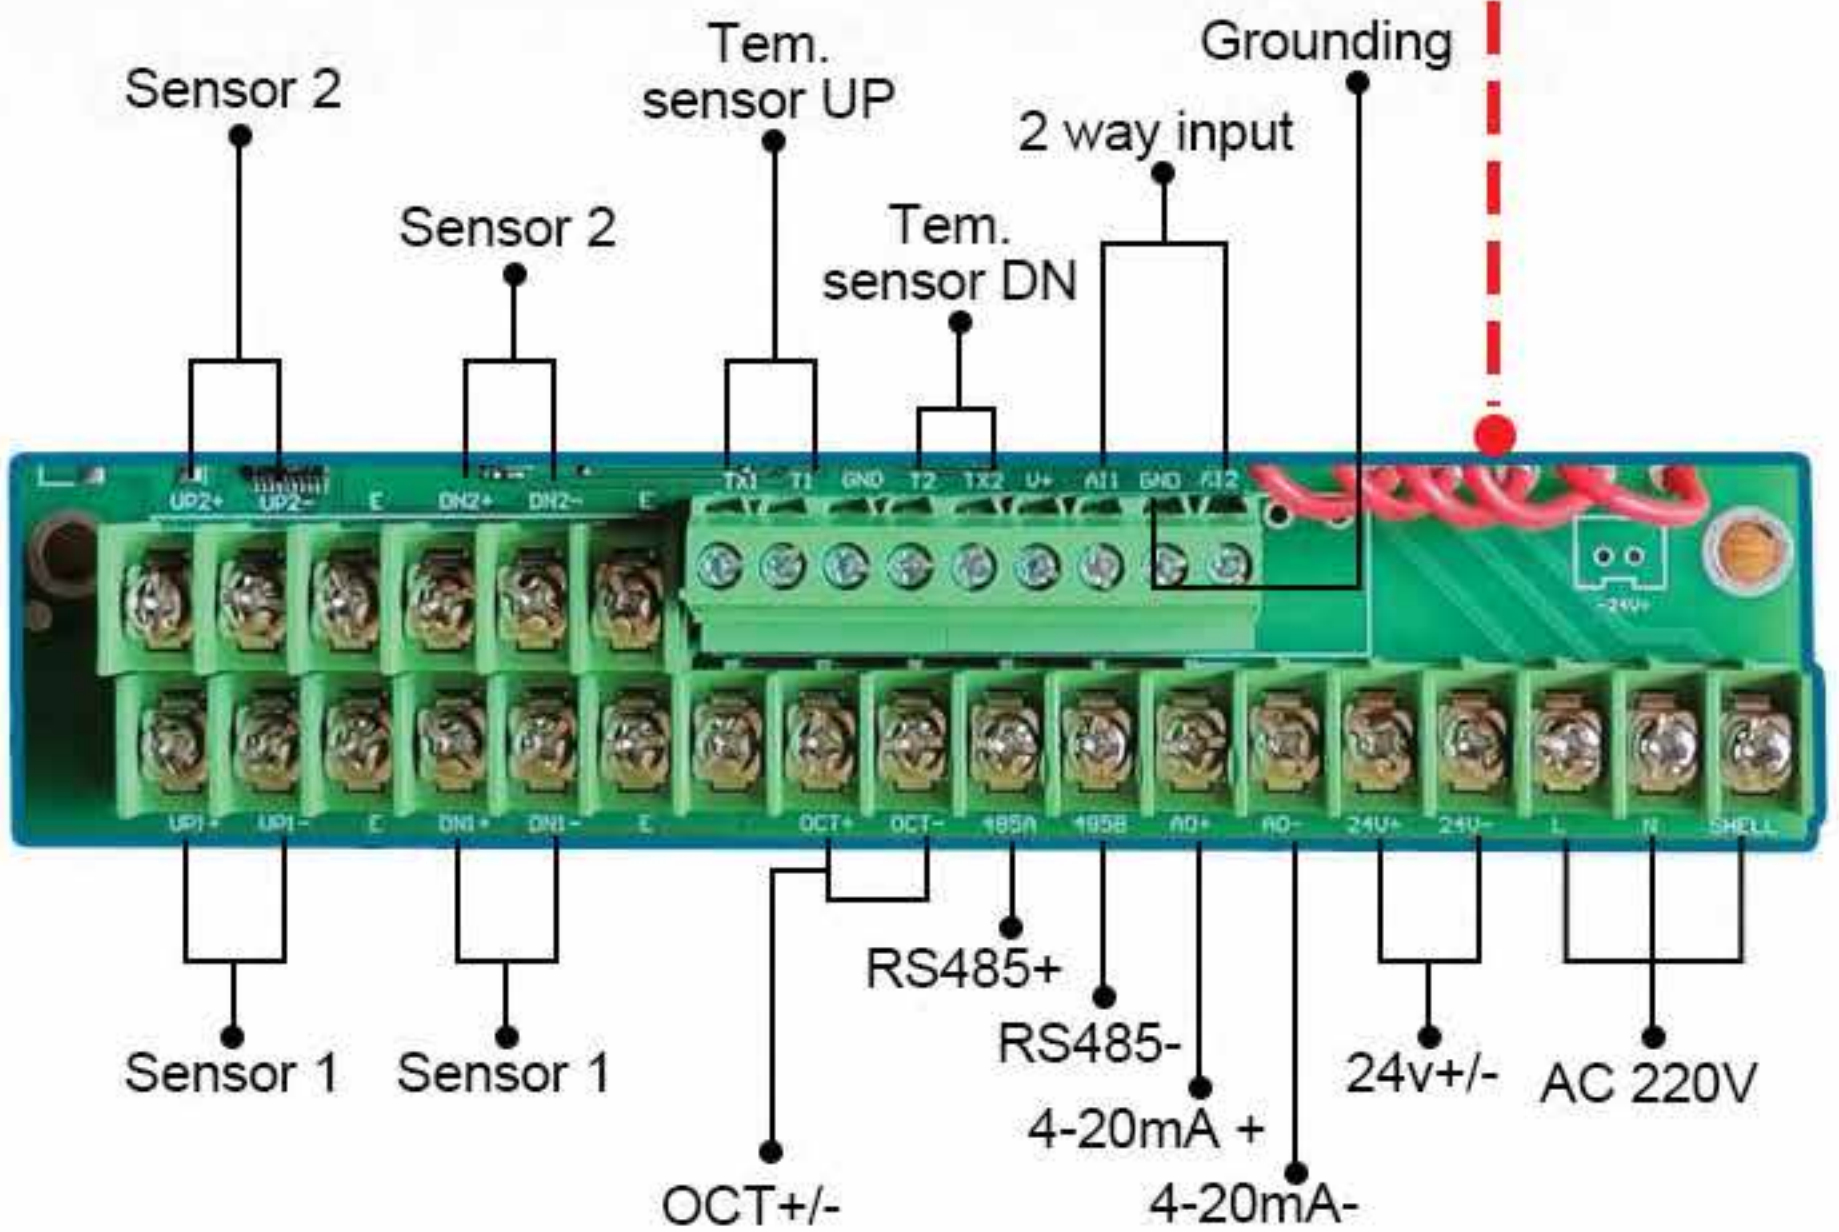 Grounding
Tem.
sensor UP
Sensor 2
2 way input
Sensor 2
Tem.
sensor DN
TX1 T1 GND T2 TX2 V+ AI1 GND AI2
UP2+ UP2- E DN2+ DN2- E
-24V+
UP1+ UP1- E DN1+ DN1- E OCT+ OCT- 485A 485B AO+ AO- 24V+ 24V- L N SHELL
RS485+
RS485-
Sensor 1
Sensor 1
24v+/-
AC 220V
4-20mA +
OCT+/-
4-20mA-